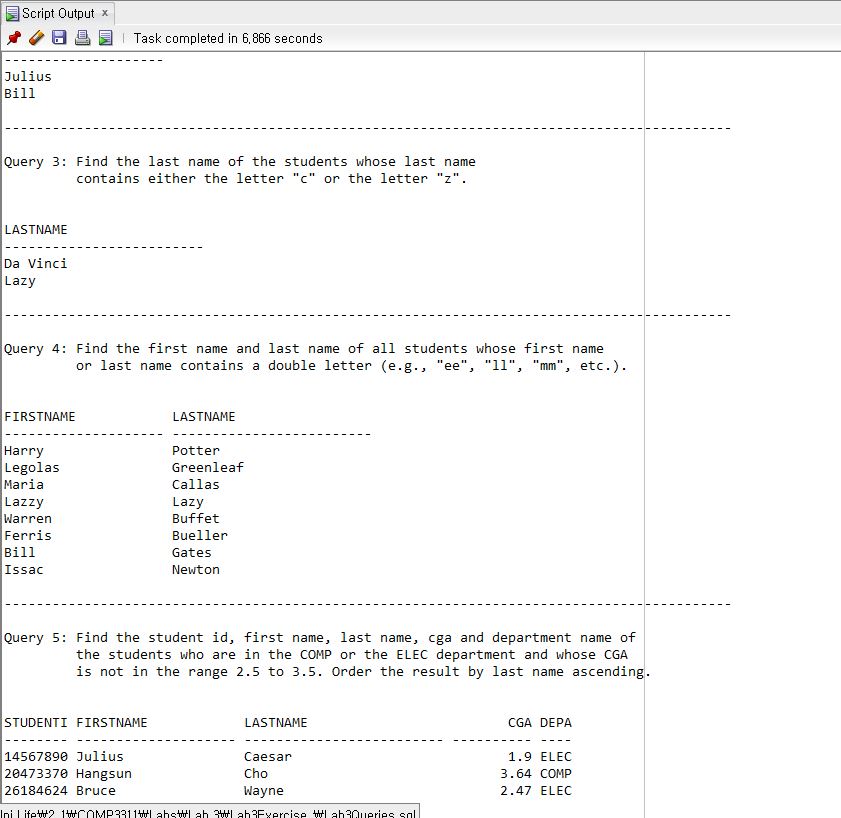 Script Output x
Task completed in 6,866 seconds
--------------------
Julius
Bill
-------------------------------------------------------------------------------------------
Query 3: Find the last name of the students whose last name
contains either the letter "c" or the letter "z".
LASTNAME
-------------------------
Da Vinci
Lazy
-------------------------------------------------------------------------------------------
Query 4: Find the first name and last name of all students whose first name
or last name contains a double letter (e.g., "ee", "ll", "mm", etc.).
FIRSTNAME            LASTNAME
-------------------- -------------------------
Harry                Potter
Legolas              Greenleaf
Maria                Callas
Lazzy                Lazy
Warren               Buffet
Ferris               Bueller
Bill                 Gates
Issac                Newton
-------------------------------------------------------------------------------------------
Query 5: Find the student id, first name, last name, cga and department name of
the students who are in the COMP or the ELEC department and whose CGA
is not in the range 2.5 to 3.5. Order the result by last name ascending.
STUDENTI FIRSTNAME            LASTNAME                         CGA DEPA
-------- -------------------- ------------------------- ---------- ----
14567890 Julius               Caesar                           1.9 ELEC
20473370 Hangsun              Cho                             3.64 COMP
26184624 Bruce                Wayne                           2.47 ELEC
Life₩2_1₩COMP3311₩Labs₩Lab 3₩Lab3Exercise_₩Lab3Queries.sql